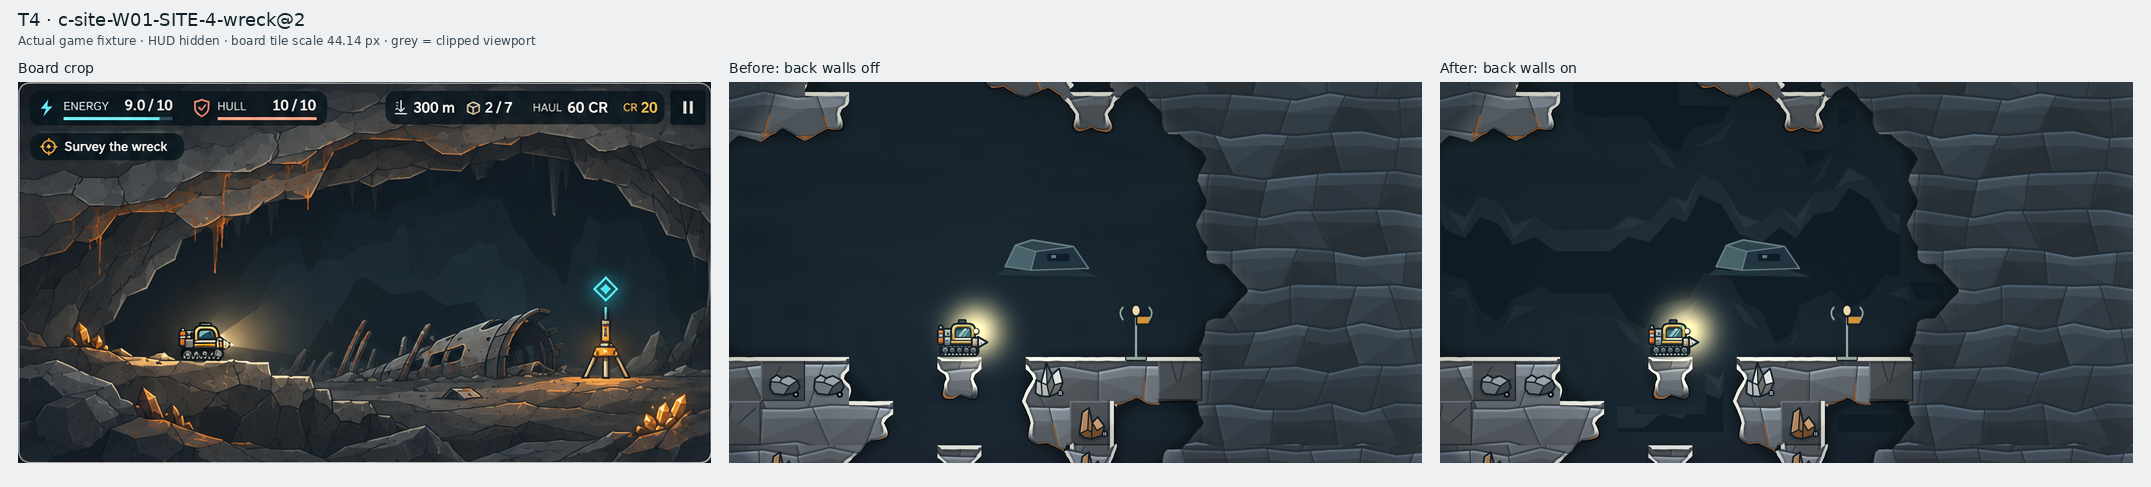 T4 · c-site-W01-SITE-4-wreck@2
Actual game fixture · HUD hidden · board tile scale 44.14 px · grey = clipped viewport
Board crop
Before: back walls off
After: back walls on
ENERGY 9.0 / 10 HULL 10 / 10 300 m 2 / 7 HAUL 60 CR CR 20
Survey the wreck